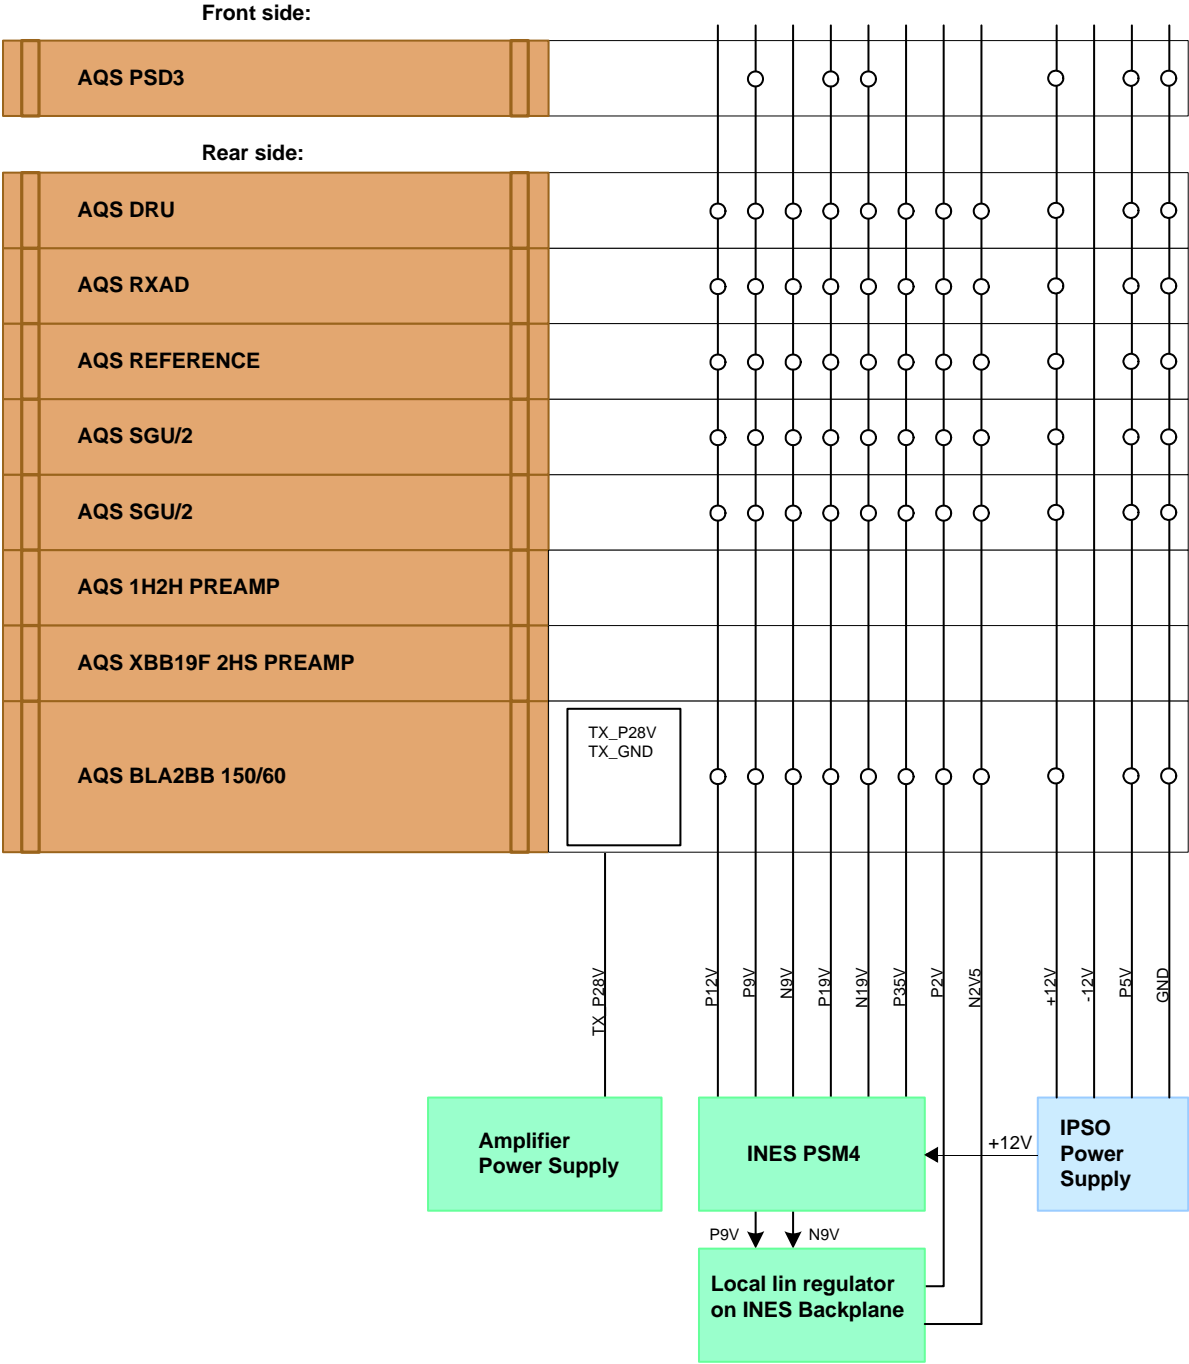 Front side:
AQS PSD3
Rear side:
AQS DRU
AQS RXAD
AQS REFERENCE
AQS SGU/2
AQS SGU/2
AQS 1H2H PREAMP
AQS XBB19F 2HS PREAMP
TX_P28V
TX_GND
AQS BLA2BB 150/60
TX_P28V
P12V
P9V
N9V
P19V
N19V
P35V
P2V
N2V5
+12V
-12V
P5V
GND
Amplifier
Power Supply
INES PSM4
+12V
IPSO
Power
Supply
P9V
N9V
Local lin regulator
on INES Backplane